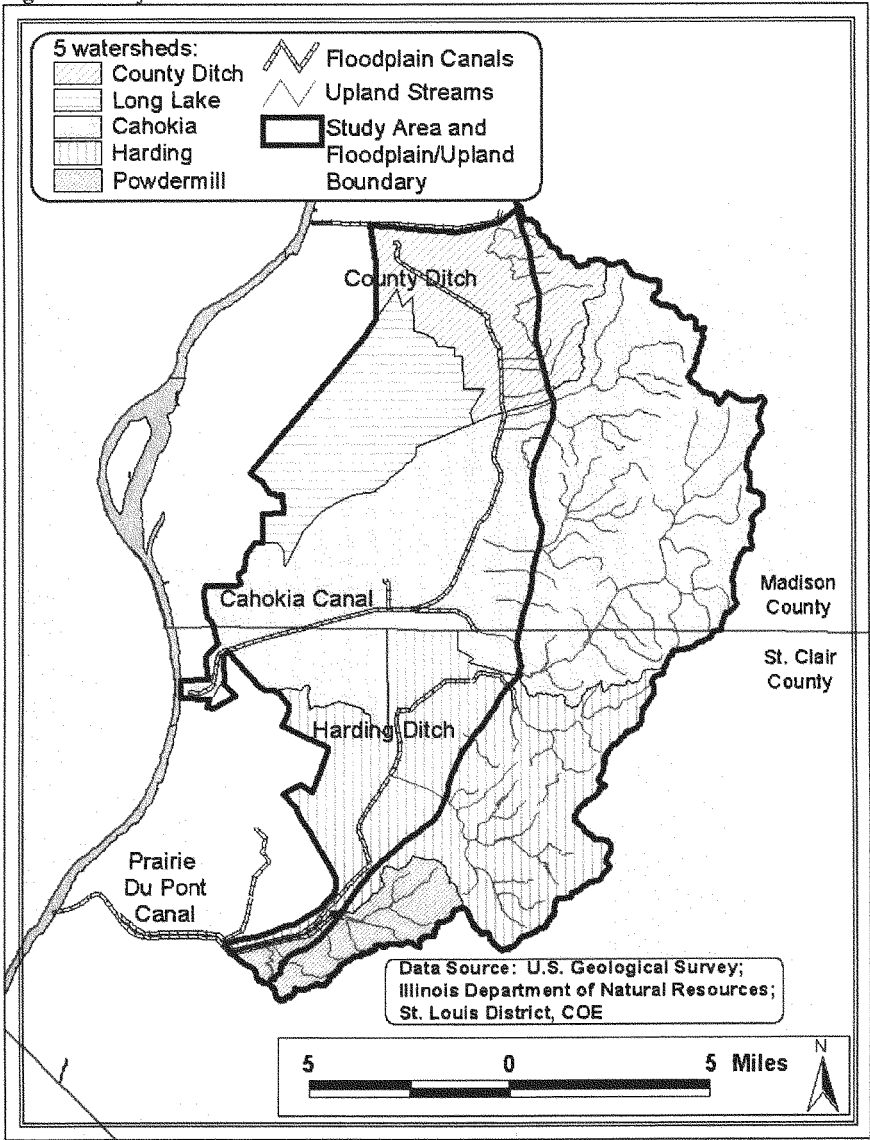 5 watersheds:
County Ditch
Long Lake
Cahokia
Harding
Powdermill
Floodplain Canals
Upland Streams
Study Area and
Floodplain/Upland
Boundary
County Ditch
Cahokia Canal
Madison
County
St. Clair
County
Harding Ditch
Prairie
Du Pont
Canal
Data Source: U.S. Geological Survey;
Illinois Department of Natural Resources;
St. Louis District, COE
5 0 5 Miles
N